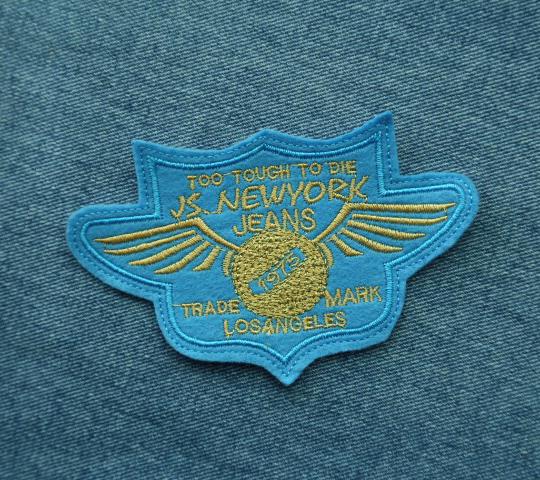 TOO TOUGH TO DIE
JS. NEWYORK
JEANS
1975
TRADE MARK
LOSANGELES